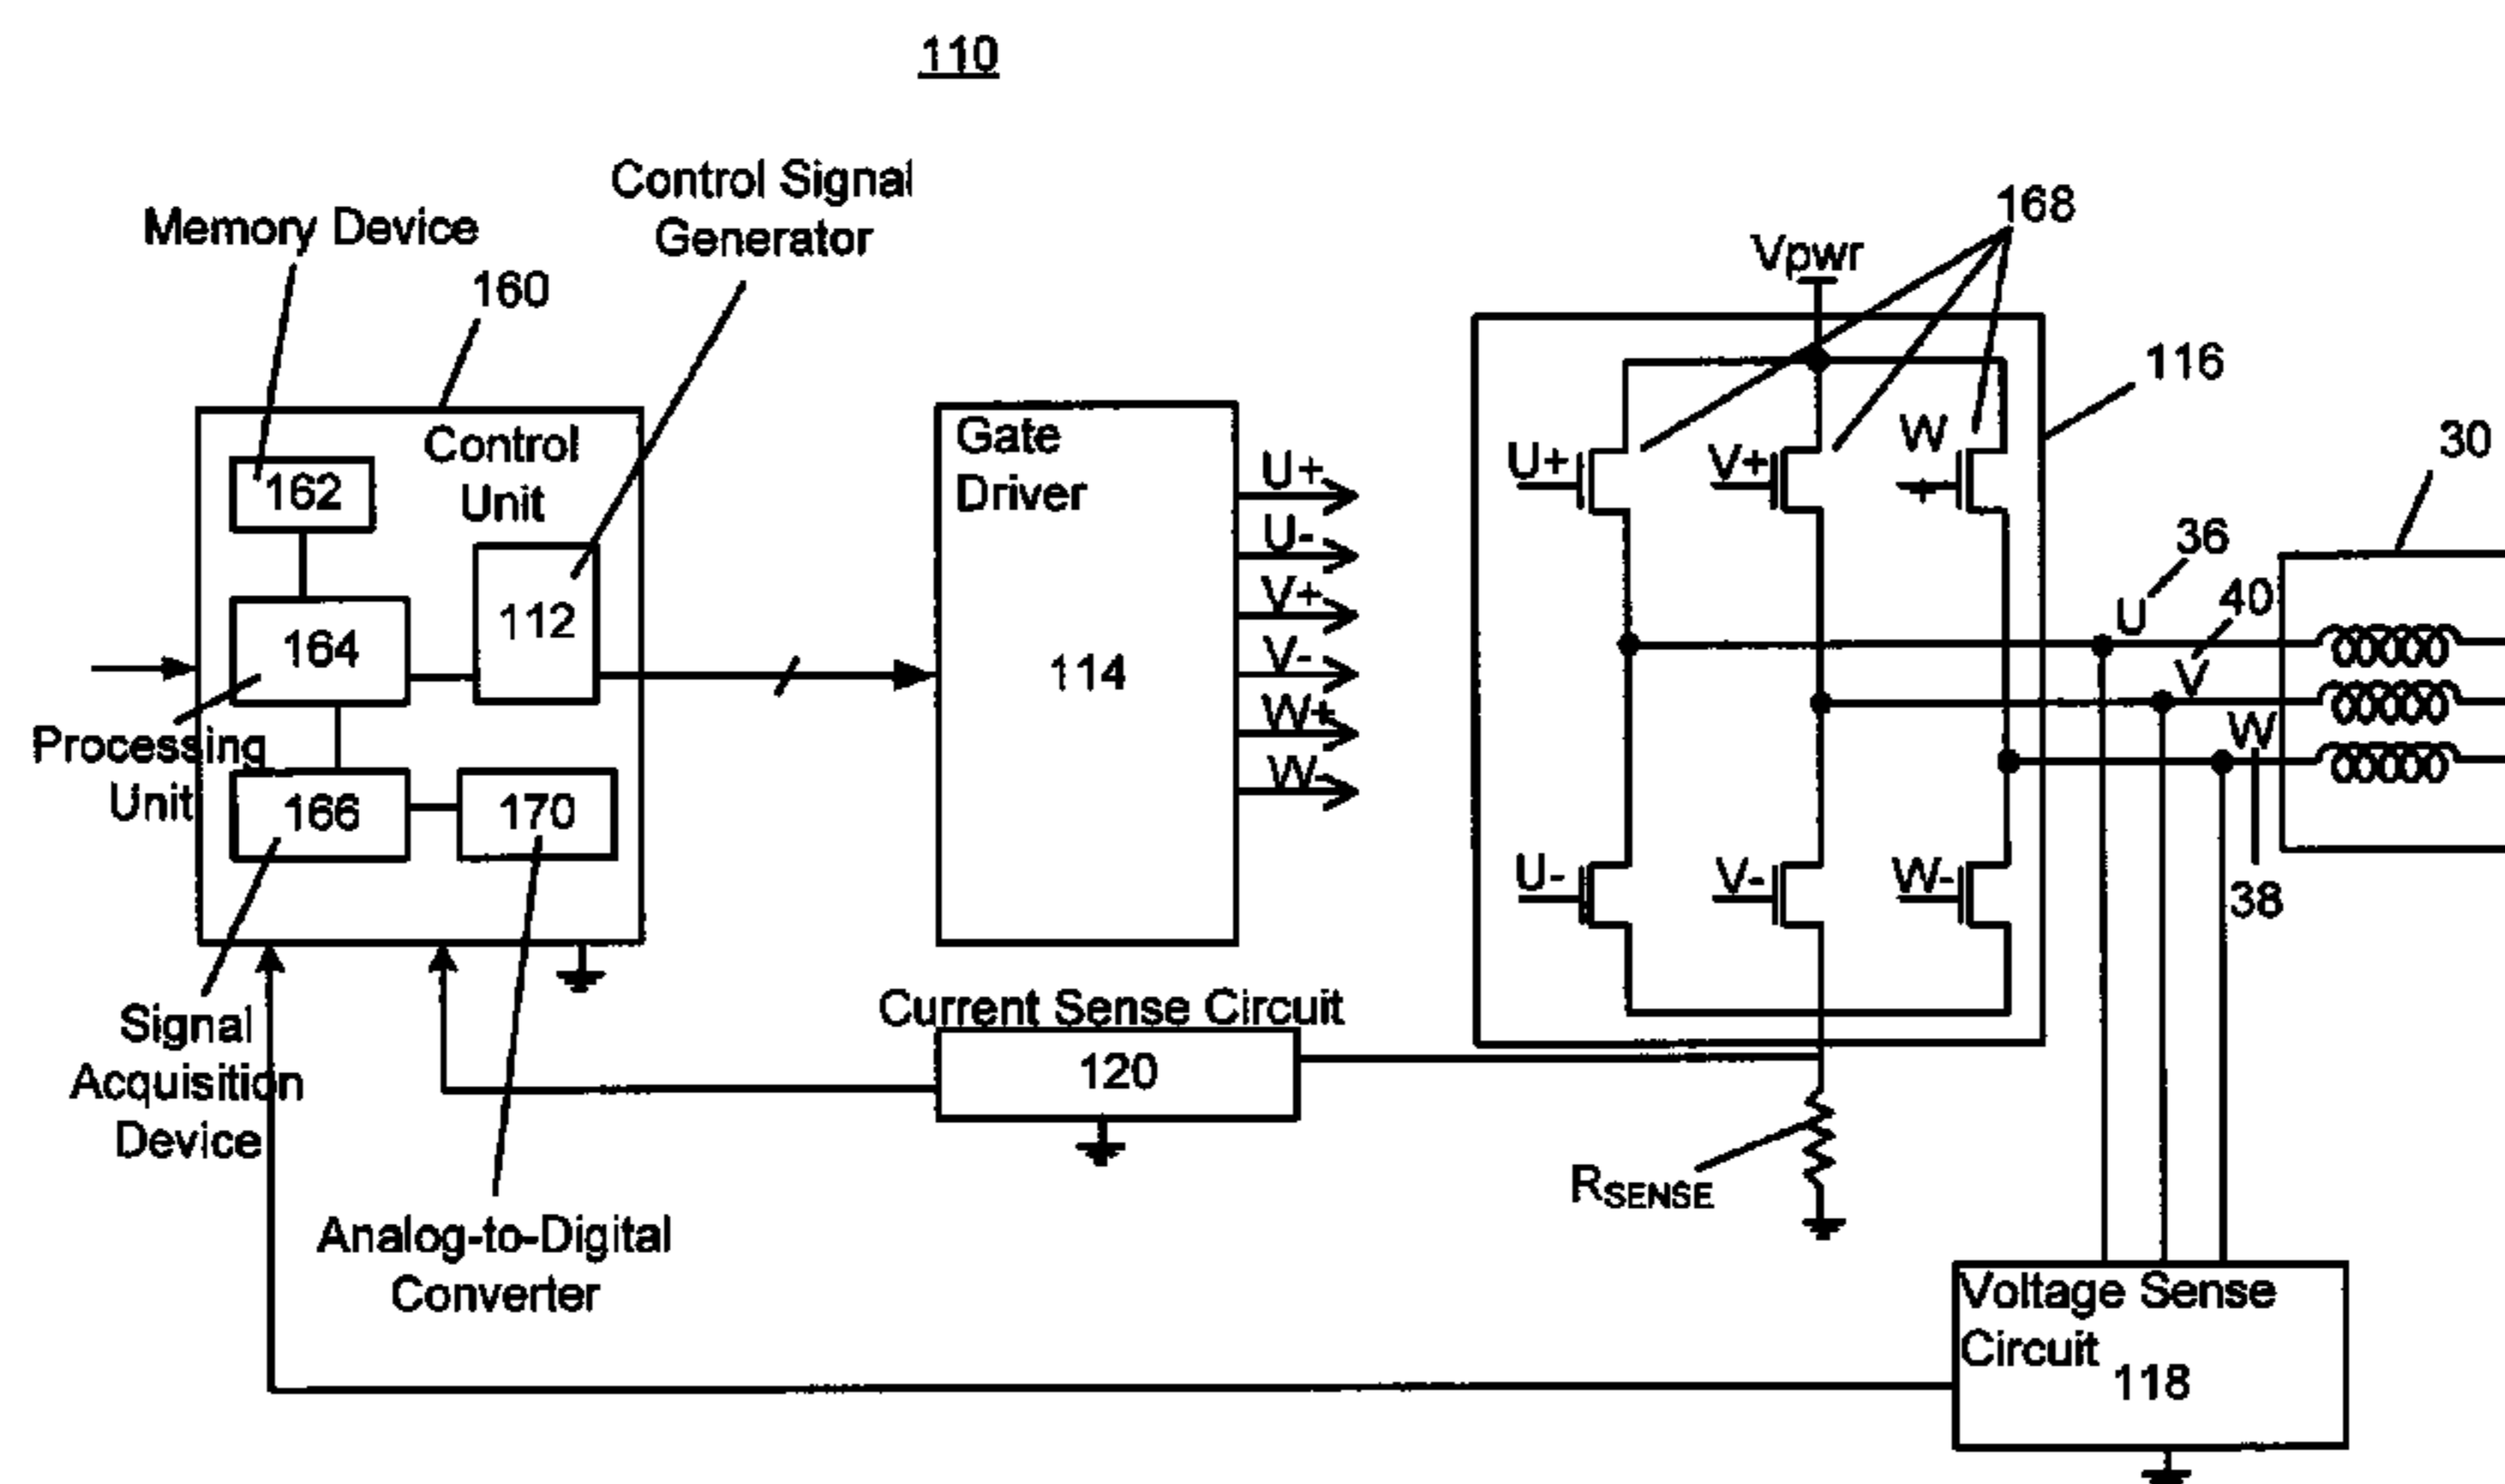 110
Control Signal
Generator
Memory Device
160
168
Vpwr
116
Control
Unit
162
112
164
Processing
Unit
166
170
Signal
Acquisition
Device
Analog-to-Digital
Converter
Gate
Driver
114
U+
U-
V+
V-
W+
W-
U+
V+
W
+
U-
V-
W-
30
36
U
40
V
W
38
Current Sense Circuit
120
RSENSE
Voltage Sense
Circuit
118